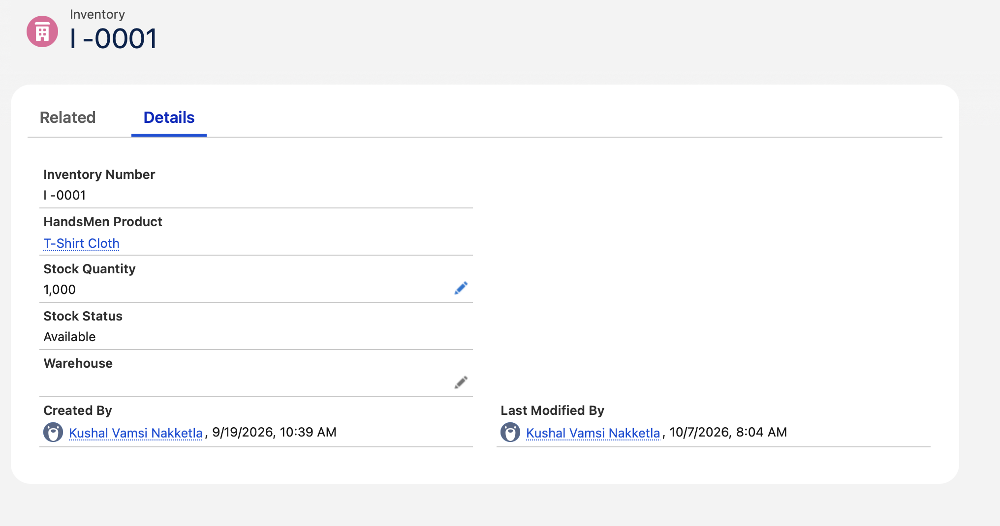 Inventory
I -0001
Related Details
Inventory Number
I -0001
HandsMen Product
T-Shirt Cloth
Stock Quantity
1,000
Stock Status
Available
Warehouse
Created By
Kushal Vamsi Nakketla, 9/19/2026, 10:39 AM
Last Modified By
Kushal Vamsi Nakketla, 10/7/2026, 8:04 AM